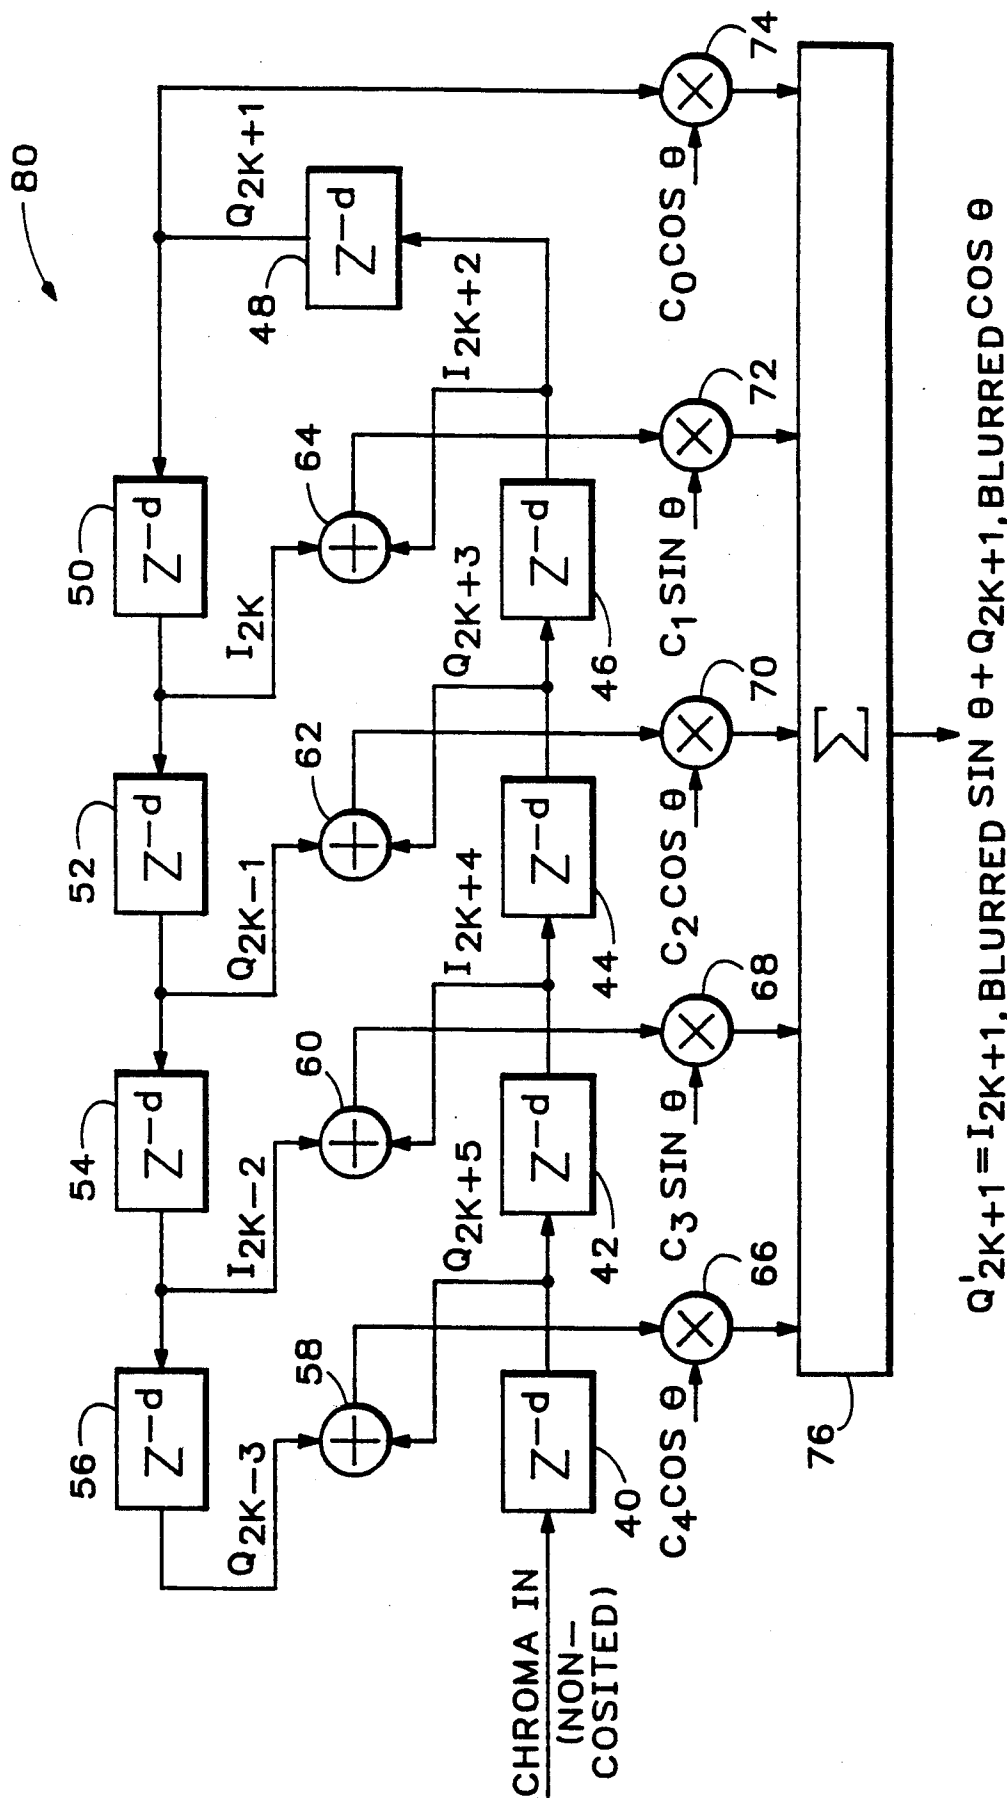 80
56
54
52
50
Z-d
Z-d
Z-d
Z-d
Q2K-3
I2K-2
Q2K-1
I2K
Q2K+1
48
Z-d
58
60
62
64
Q2K+5
I2K+4
Q2K+3
I2K+2
CHROMA IN
(NON-
COSITED)
Z-d
Z-d
Z-d
Z-d
40
42
44
46
C4COS θ
C3 SIN θ
C2COS θ
C1 SIN θ
C0COS θ
66
68
70
72
74
76
Σ
Q'2K+1=I2K+1,BLURRED SIN θ+Q2K+1,BLURREDCOS θ